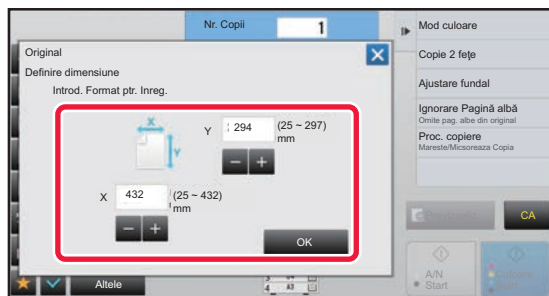 Nr. Copii 1
Mod culoare
Original
Copie 2 fețe
Definire dimensiune
Introd. Format ptr. Inreg.
Ajustare fundal
Ignorare Pagină albă
Omite pag. albe din original
Proc. copiere
Mareste/Micsoreaza Copia
X
Y
Y 294 (25 ~ 297)
mm
X 432 (25 ~ 432)
mm
OK
CA
A/N
Start
Altele
A3